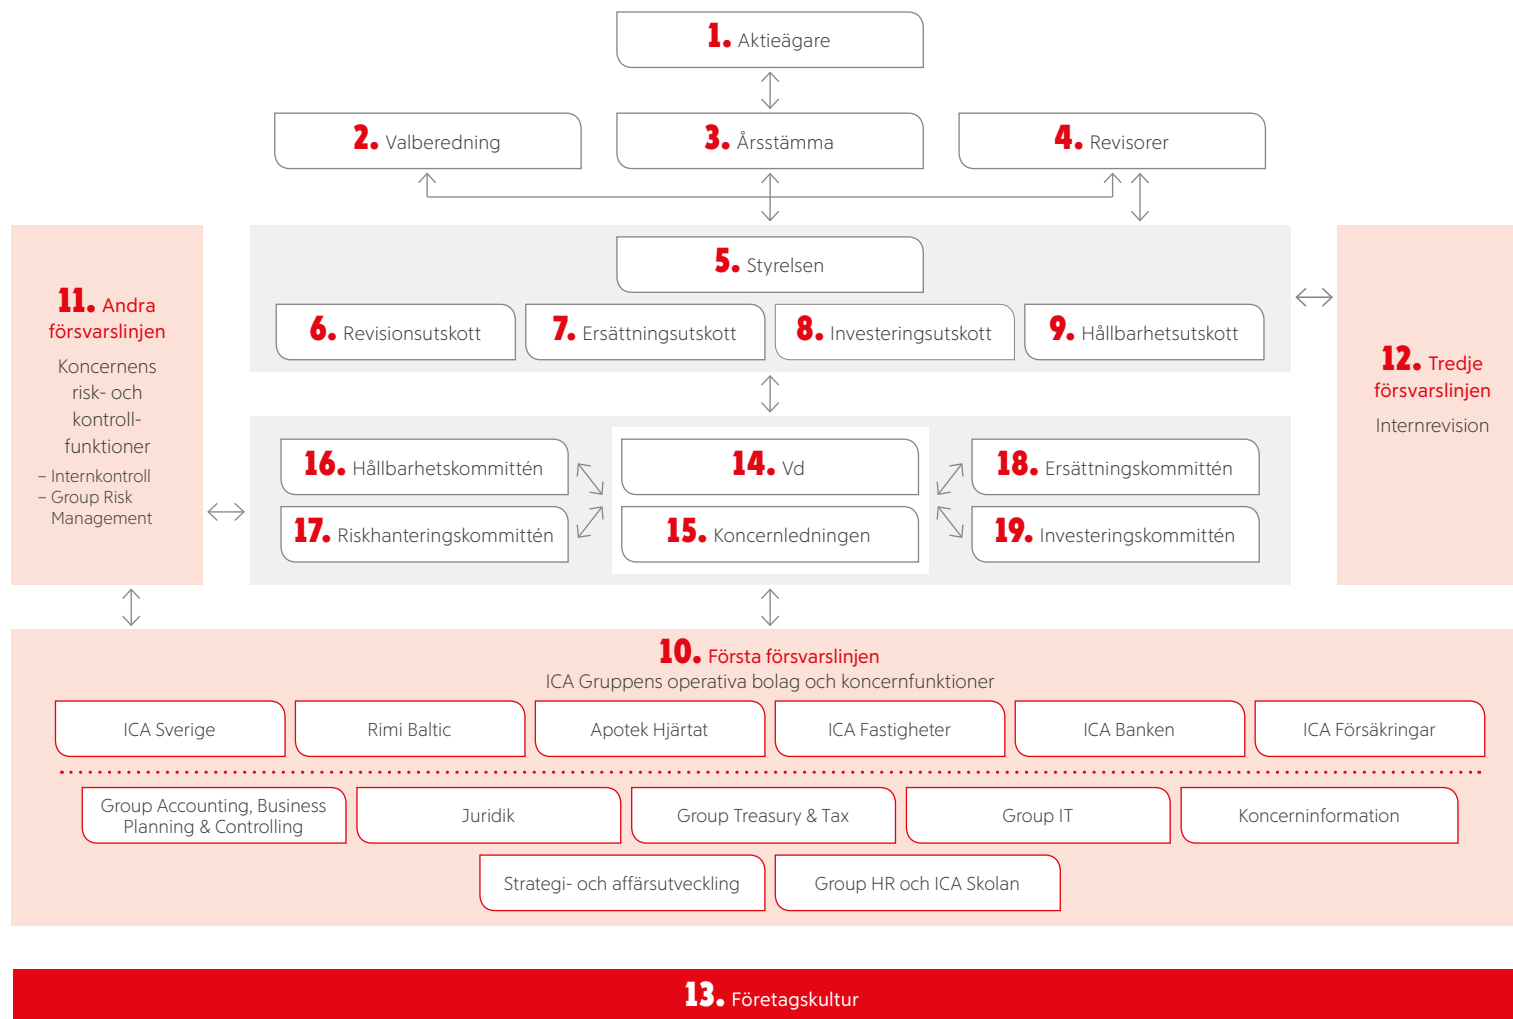 1. Aktieägare
2. Valberedning
3. Årsstämma
4. Revisorer
5. Styrelsen
6. Revisionsutskott
7. Ersättningsutskott
8. Investeringsutskott
9. Hållbarhetsutskott
11. Andra
försvarslinjen
Koncernens
risk- och
kontroll-
funktioner
– Internkontroll
– Group Risk
Management
12. Tredje
försvarslinjen
Internrevision
16. Hållbarhetskommittén
14. Vd
18. Ersättningskommittén
17. Riskhanteringskommittén
15. Koncernledningen
19. Investeringskommittén
10. Första försvarslinjen
ICA Gruppens operativa bolag och koncernfunktioner
ICA Sverige
Rimi Baltic
Apotek Hjärtat
ICA Fastigheter
ICA Banken
ICA Försäkringar
Group Accounting, Business
Planning & Controlling
Juridik
Group Treasury & Tax
Group IT
Koncerninformation
Strategi- och affärsutveckling
Group HR och ICA Skolan
13. Företagskultur